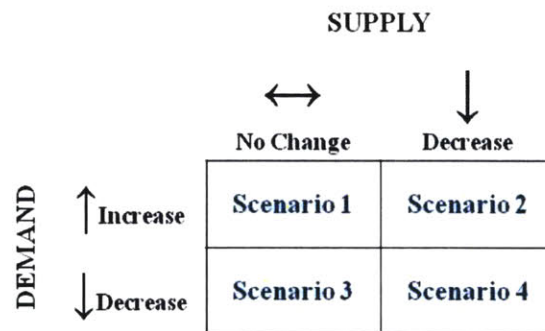 SUPPLY
No Change Decrease
DEMAND
Increase Scenario 1 Scenario 2
Decrease Scenario 3 Scenario 4